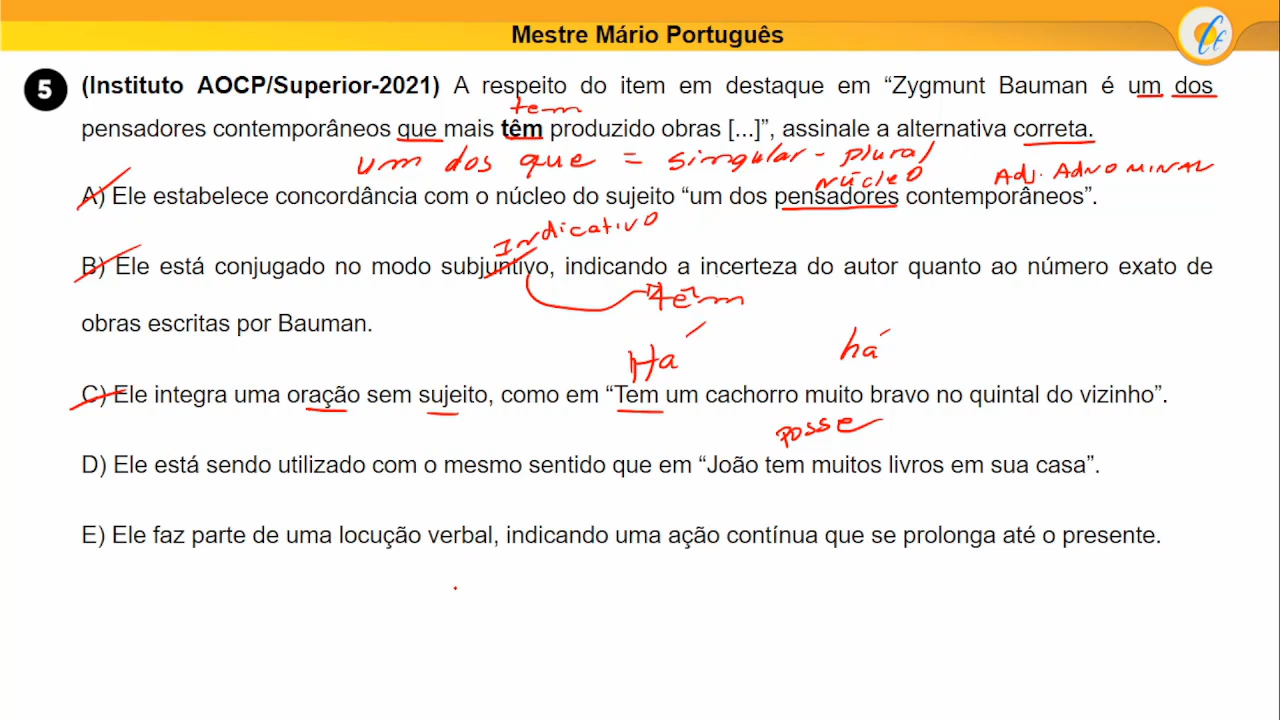 Mestre Mário Português
5
(Instituto AOCP/Superior-2021) A respeito do item em destaque em “Zygmunt Bauman é um dos
tem
pensadores contemporâneos que mais têm produzido obras [...]”, assinale a alternativa correta.
um dos que = singular - plural
núcleo
Adj. ADNOMINAL
A) Ele estabelece concordância com o núcleo do sujeito “um dos pensadores contemporâneos”.
Indicativo
B) Ele está conjugado no modo subjuntivo, indicando a incerteza do autor quanto ao número exato de
têm
obras escritas por Bauman.
Há
há
C) Ele integra uma oração sem sujeito, como em “Tem um cachorro muito bravo no quintal do vizinho”.
posse
D) Ele está sendo utilizado com o mesmo sentido que em “João tem muitos livros em sua casa”.
E) Ele faz parte de uma locução verbal, indicando uma ação contínua que se prolonga até o presente.